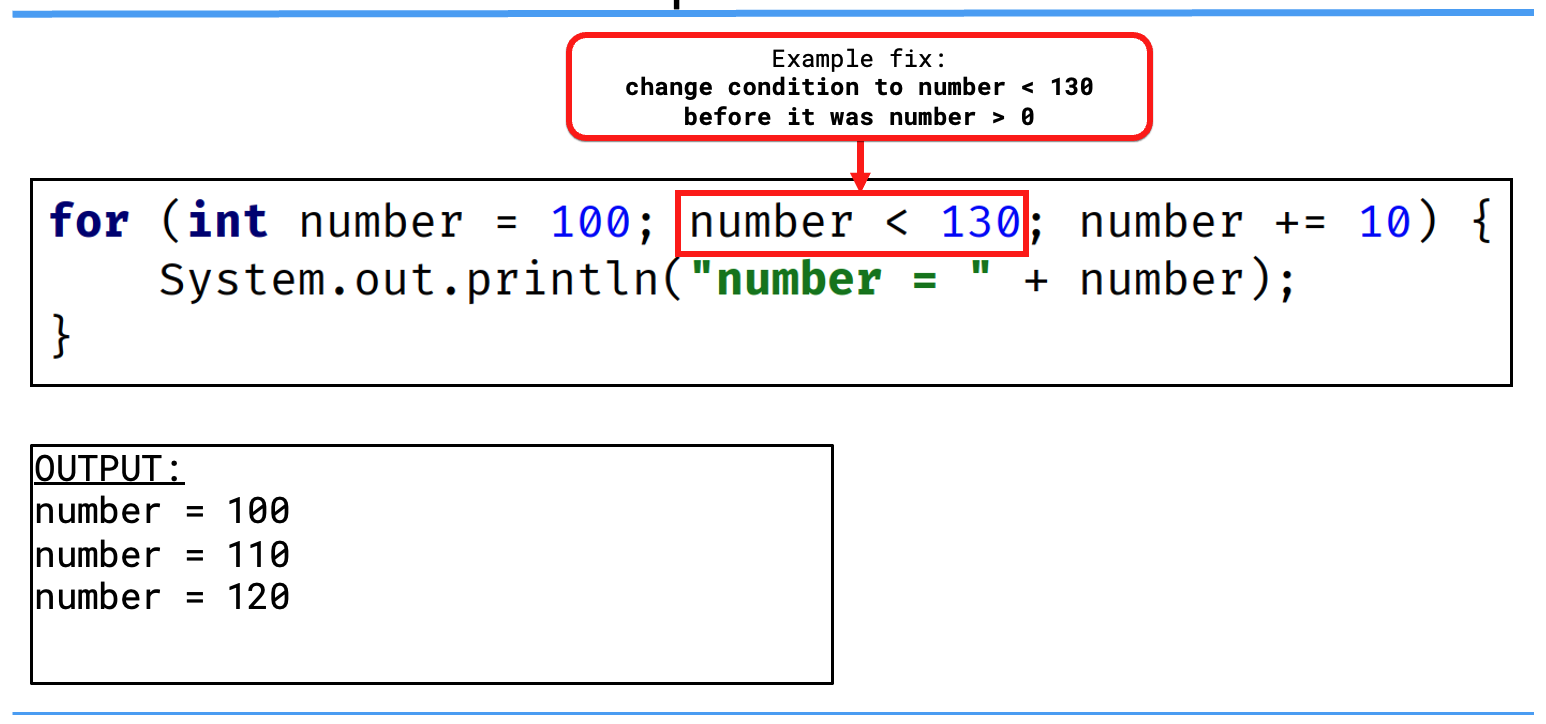 Example fix:
change condition to number < 130
before it was number > 0
for (int number = 100; number < 130; number += 10) {
    System.out.println("number = " + number);
}
OUTPUT:
number = 100
number = 110
number = 120